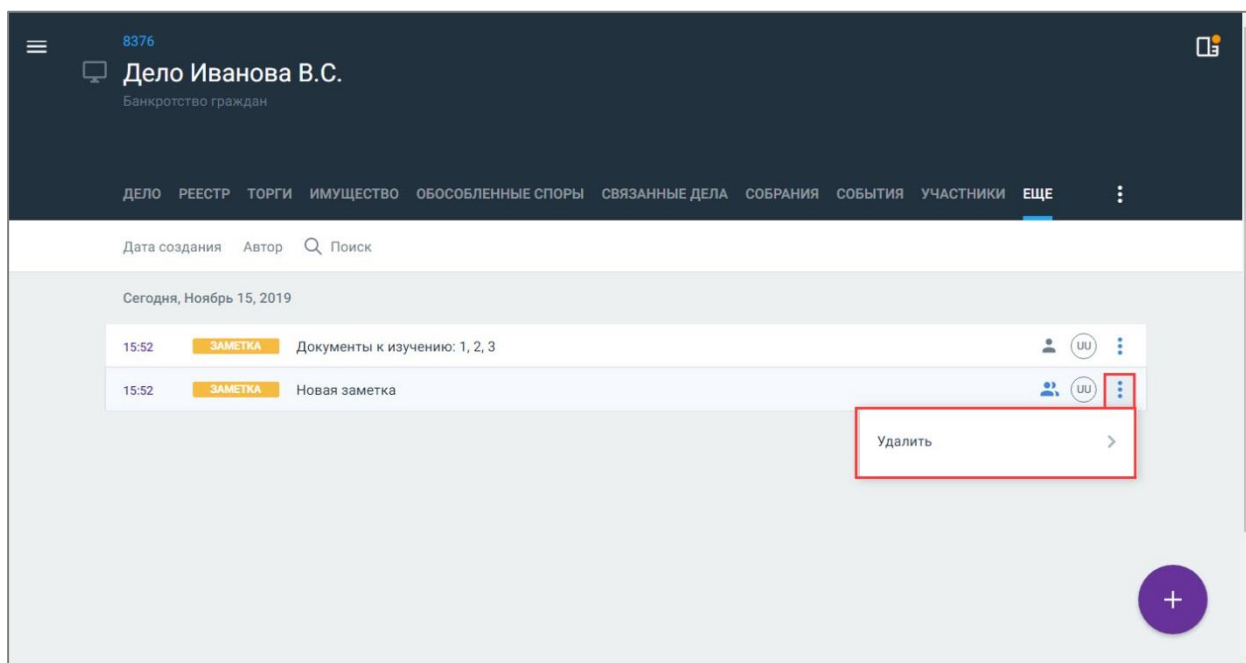 8376
Дело Иванова В.С.
Банкротство граждан
ДЕЛО РЕЕСТР ТОРГИ ИМУЩЕСТВО ОБОСОБЛЕННЫЕ СПОРЫ СВЯЗАННЫЕ ДЕЛА СОБРАНИЯ СОБЫТИЯ УЧАСТНИКИ ЕЩЕ
Дата создания Автор Поиск
Сегодня, Ноябрь 15, 2019
15:52 ЗАМЕТКА Документы к изучению: 1, 2, 3 UU
15:52 ЗАМЕТКА Новая заметка UU
Удалить